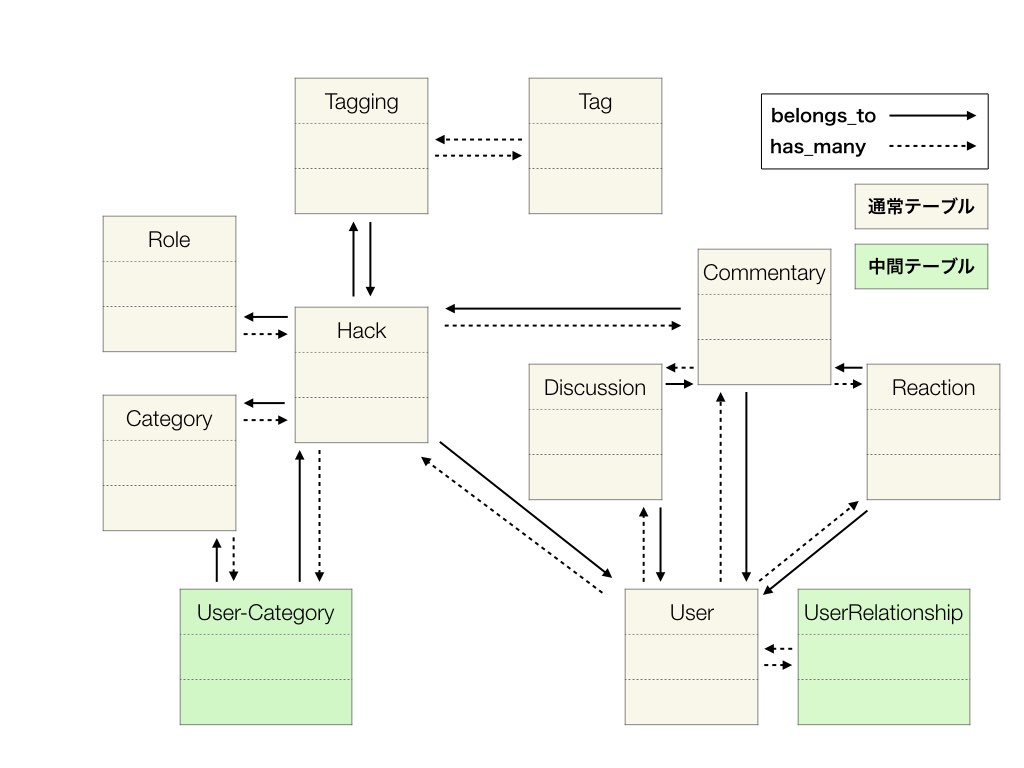 Tagging
Tag
belongs_to
has_many
通常テーブル
Role
中間テーブル
Commentary
Hack
Discussion
Reaction
Category
User-Category
User
UserRelationship